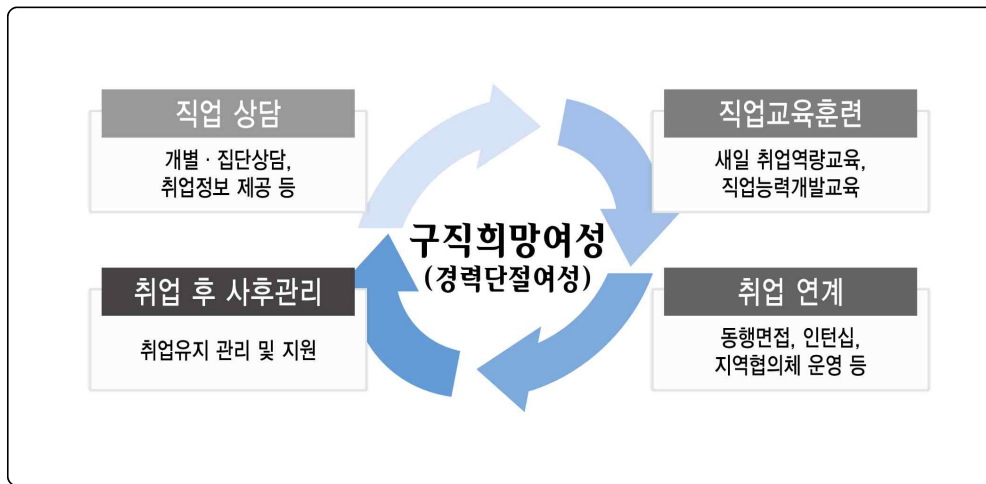 직업 상담
개별 · 집단상담,
취업정보 제공 등
직업교육훈련
새일 취업역량교육,
직업능력개발교육
구직희망여성
(경력단절여성)
취업 후 사후관리
취업유지 관리 및 지원
취업 연계
동행면접, 인턴십,
지역협의체 운영 등